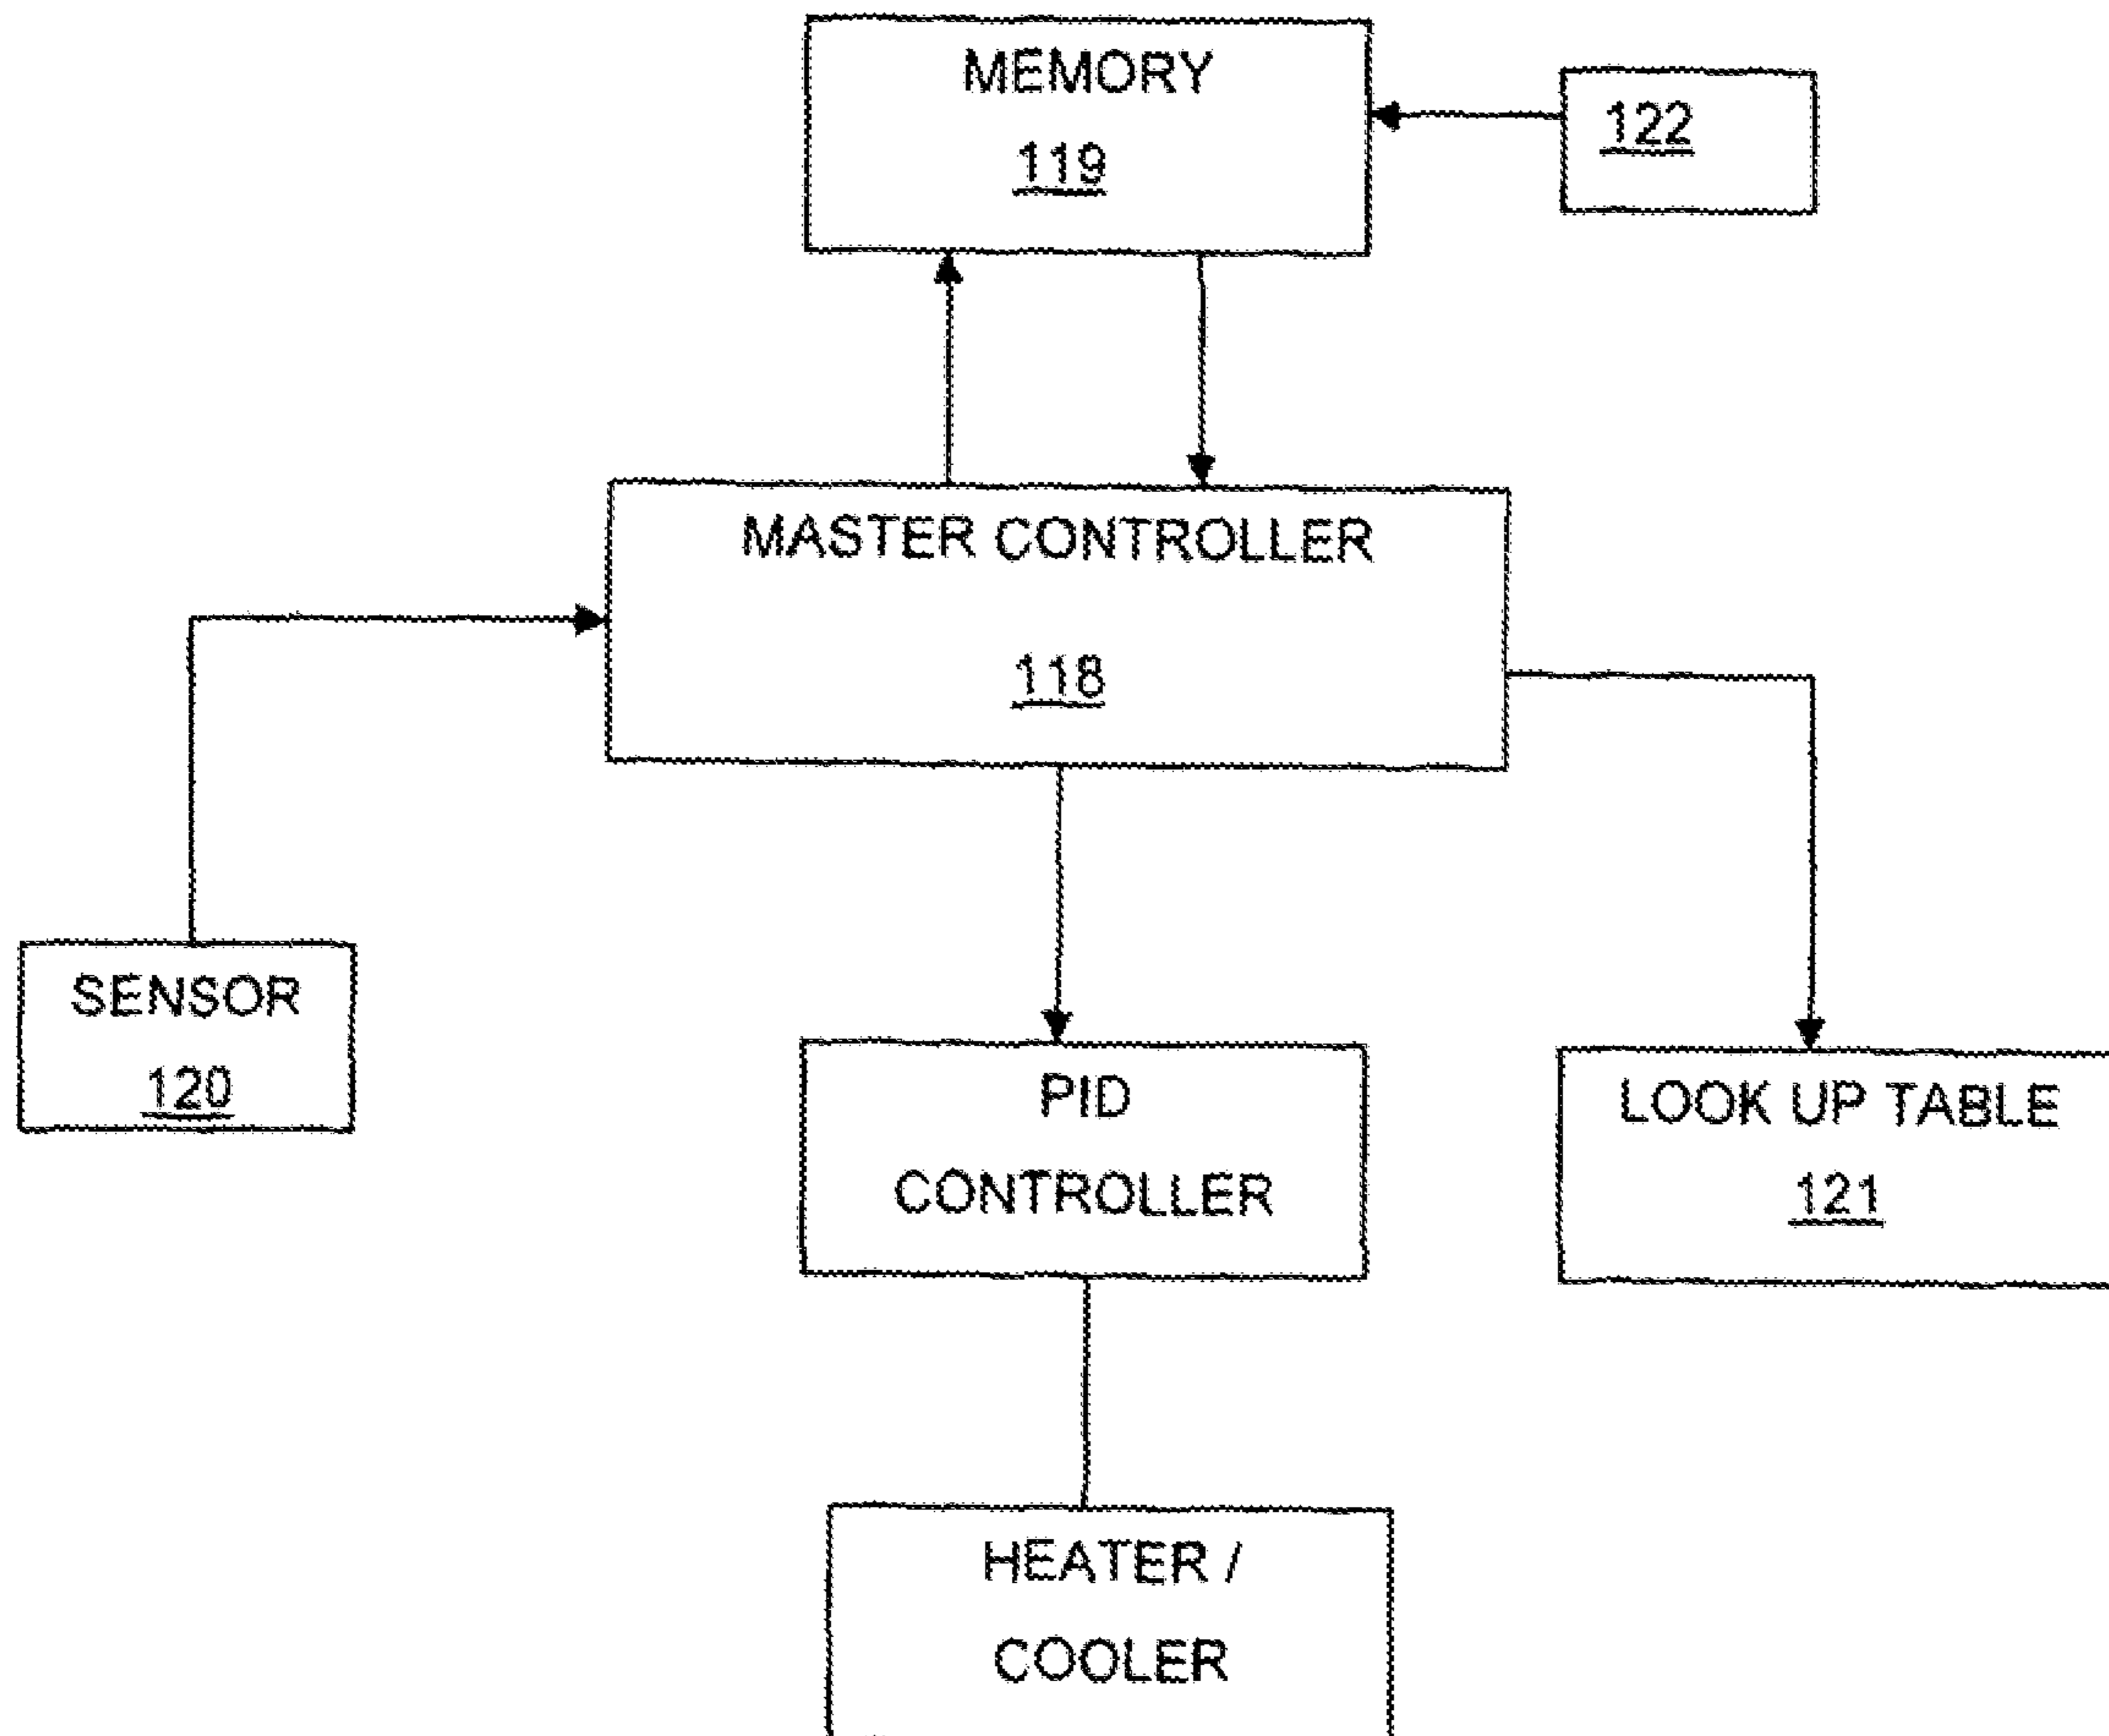 MEMORY
119
122
MASTER CONTROLLER
118
SENSOR
120
PID
CONTROLLER
LOOK UP TABLE
121
HEATER /
COOLER